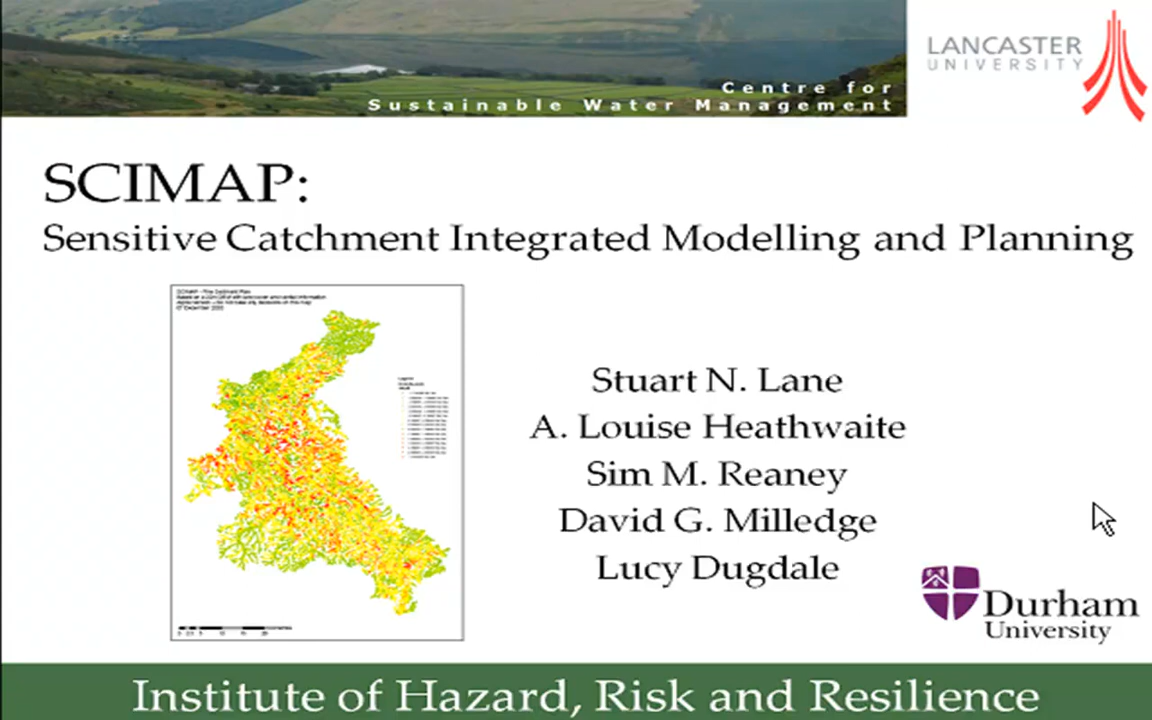 Centre for
Sustainable Water Management
LANCASTER
UNIVERSITY
SCIMAP:
Sensitive Catchment Integrated Modelling and Planning
Stuart N. Lane
A. Louise Heathwaite
Sim M. Reaney
David G. Milledge
Lucy Dugdale
Durham
University
Institute of Hazard, Risk and Resilience